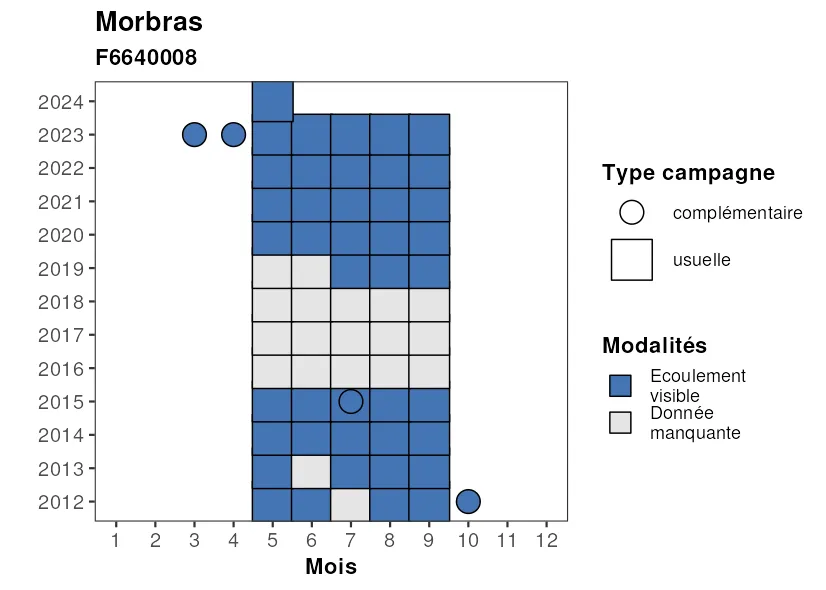 Morbras
F6640008
2024
2023
2022
2021
2020
2019
2018
2017
2016
2015
2014
2013
2012
1 2 3 4 5 6 7 8 9 10 11 12
Mois
Type campagne
complémentaire
usuelle
Modalités
Ecoulement
visible
Donnée
manquante